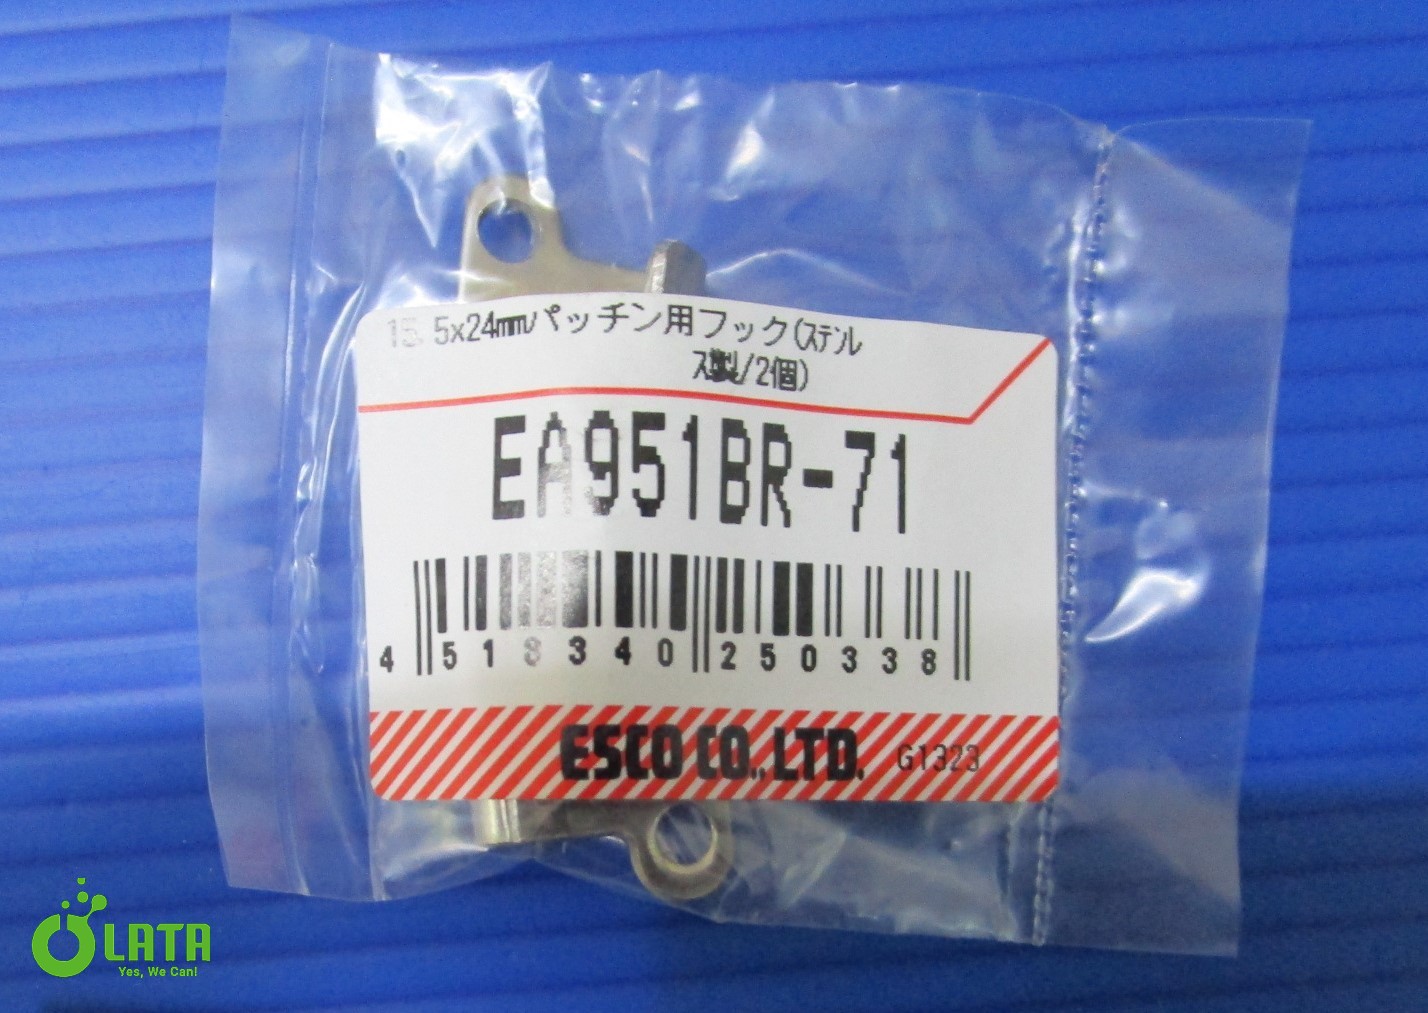 15.5x24mmパッチン用フック(ステンレ
ス製/2個)
EA951BR-71
4 518340 250338
ESCO CO.,LTD. G1323
LATA
Yes, We Can!